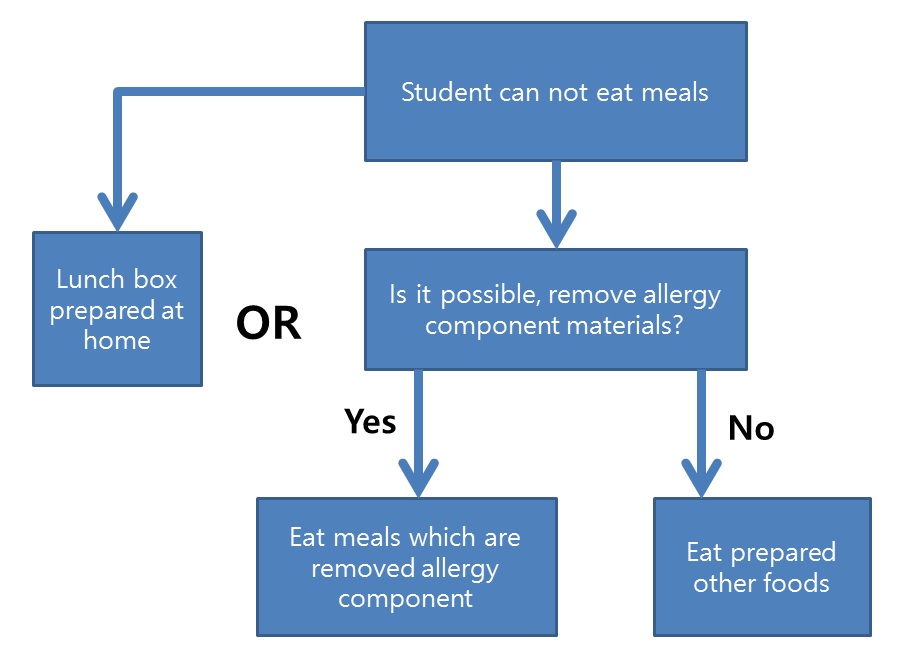 Student can not eat meals
Lunch box
prepared at
home
OR
Is it possible, remove allergy
component materials?
Yes
No
Eat meals which are
removed allergy
component
Eat prepared
other foods